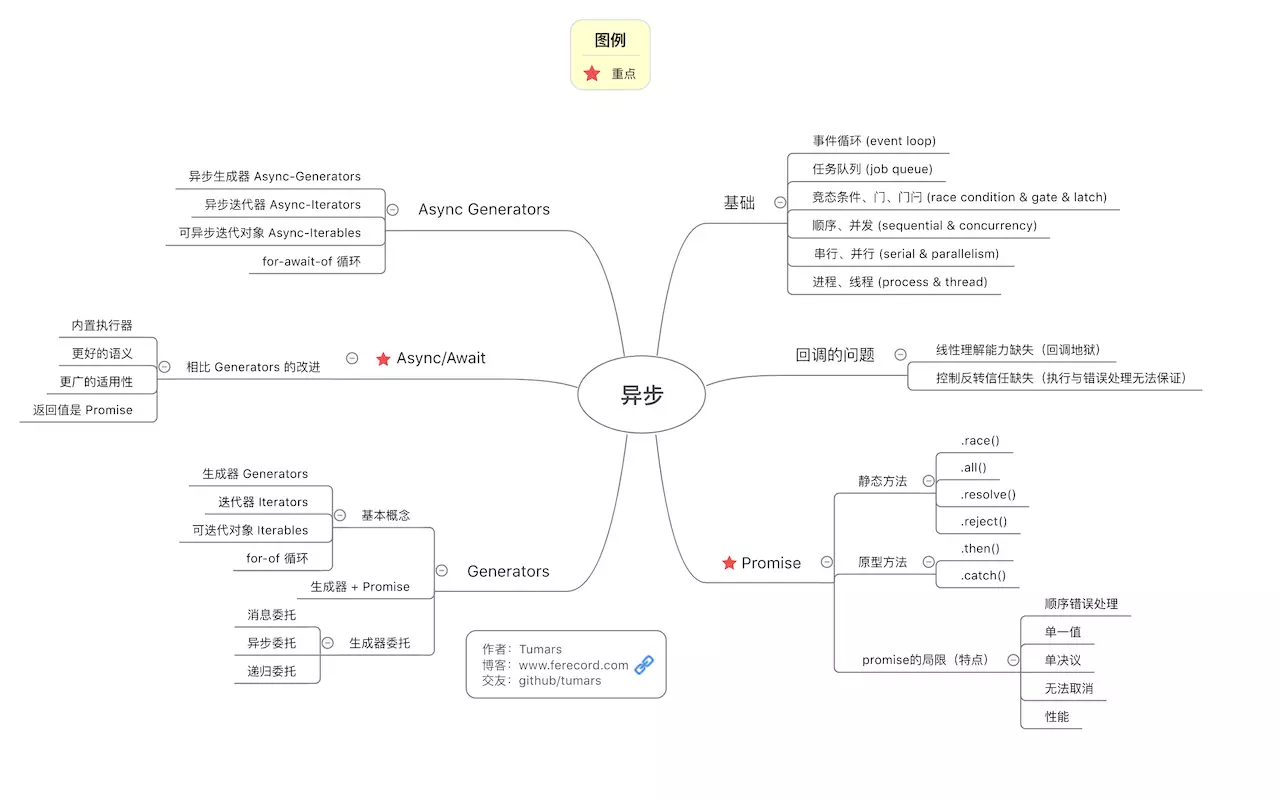 图例
重点
异步
基础
事件循环 (event loop)
任务队列 (job queue)
竞态条件、门、门闩 (race condition & gate & latch)
顺序、并发 (sequential & concurrency)
串行、并行 (serial & parallelism)
进程、线程 (process & thread)
回调的问题
线性理解能力缺失（回调地狱）
控制反转信任缺失（执行与错误处理无法保证）
Promise
静态方法
.race()
.all()
.resolve()
.reject()
原型方法
.then()
.catch()
promise的局限（特点）
顺序错误处理
单一值
单决议
无法取消
性能
Async Generators
异步生成器 Async-Generators
异步迭代器 Async-Iterators
可异步迭代对象 Async-Iterables
for-await-of 循环
Async/Await
相比 Generators 的改进
内置执行器
更好的语义
更广的适用性
返回值是 Promise
Generators
基本概念
生成器 Generators
迭代器 Iterators
可迭代对象 Iterables
for-of 循环
生成器 + Promise
生成器委托
消息委托
异步委托
递归委托
作者：Tumars
博客：www.ferecord.com
交友：github/tumars